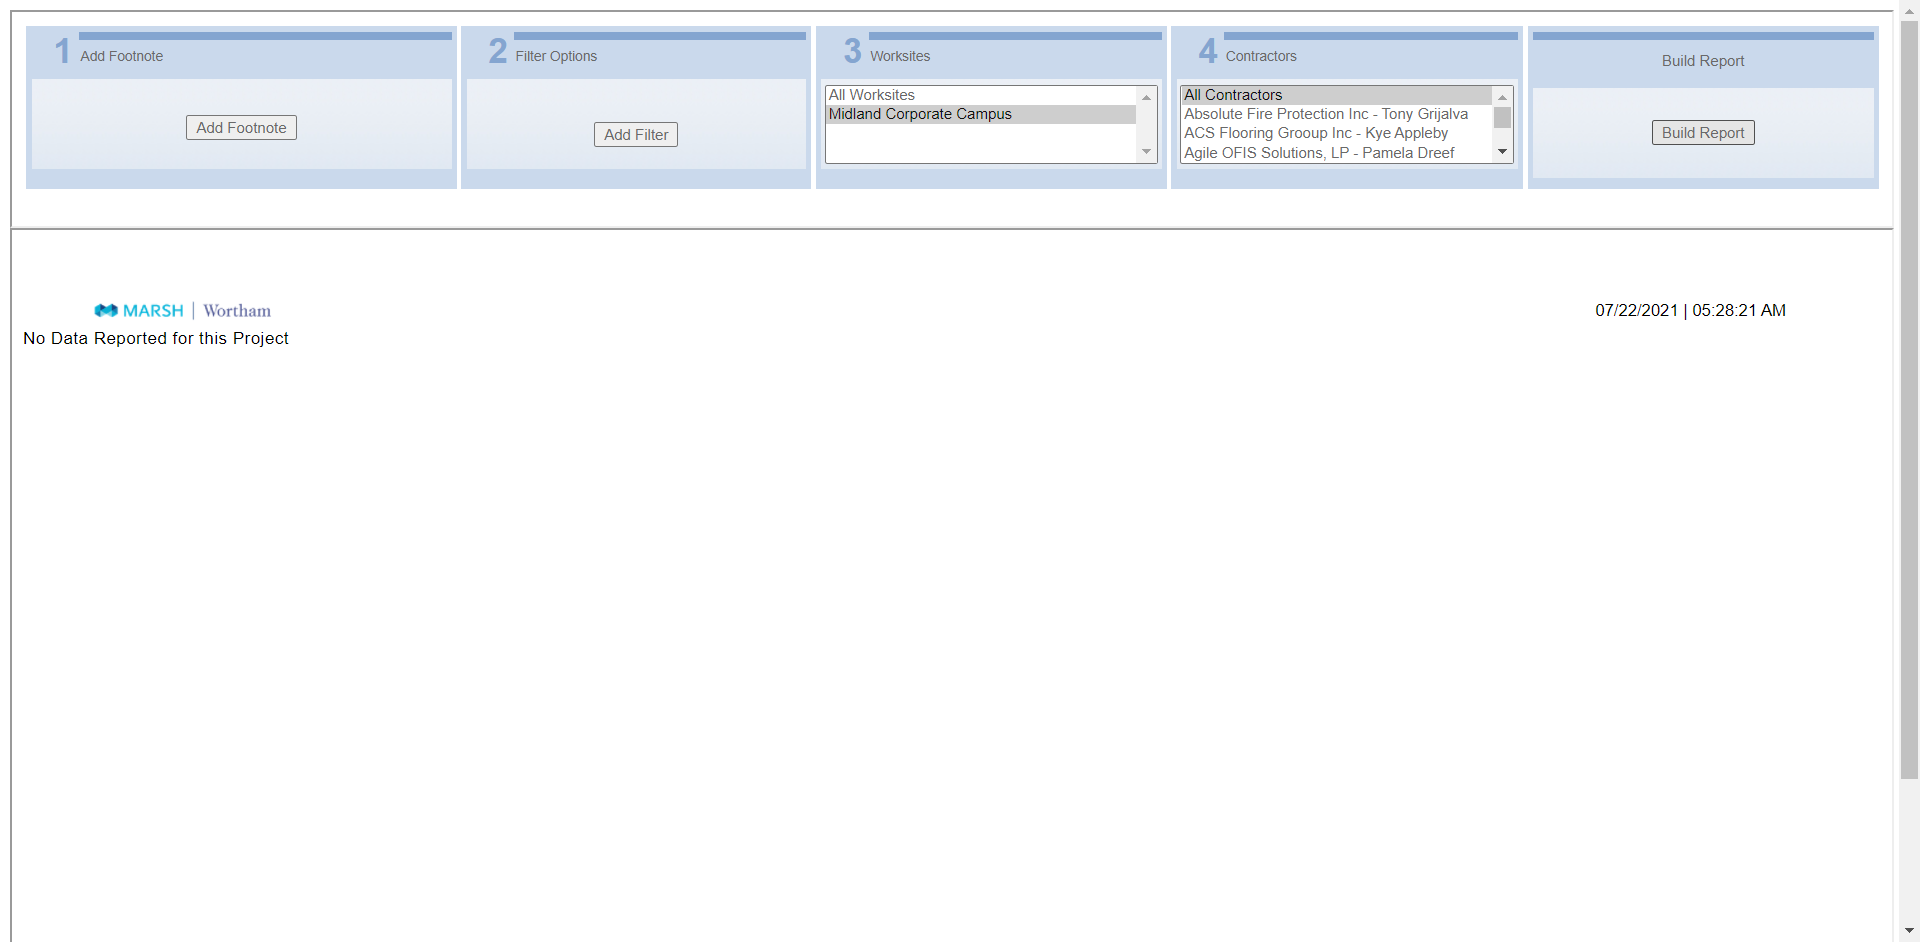 1 Add Footnote
Add Footnote
2 Filter Options
Add Filter
3 Worksites
All Worksites
Midland Corporate Campus
4 Contractors
All Contractors
Absolute Fire Protection Inc - Tony Grijalva
ACS Flooring Grooup Inc - Kye Appleby
Agile OFIS Solutions, LP - Pamela Dreef
Build Report
Build Report
MARSH | Wortham
07/22/2021 | 05:28:21 AM
No Data Reported for this Project